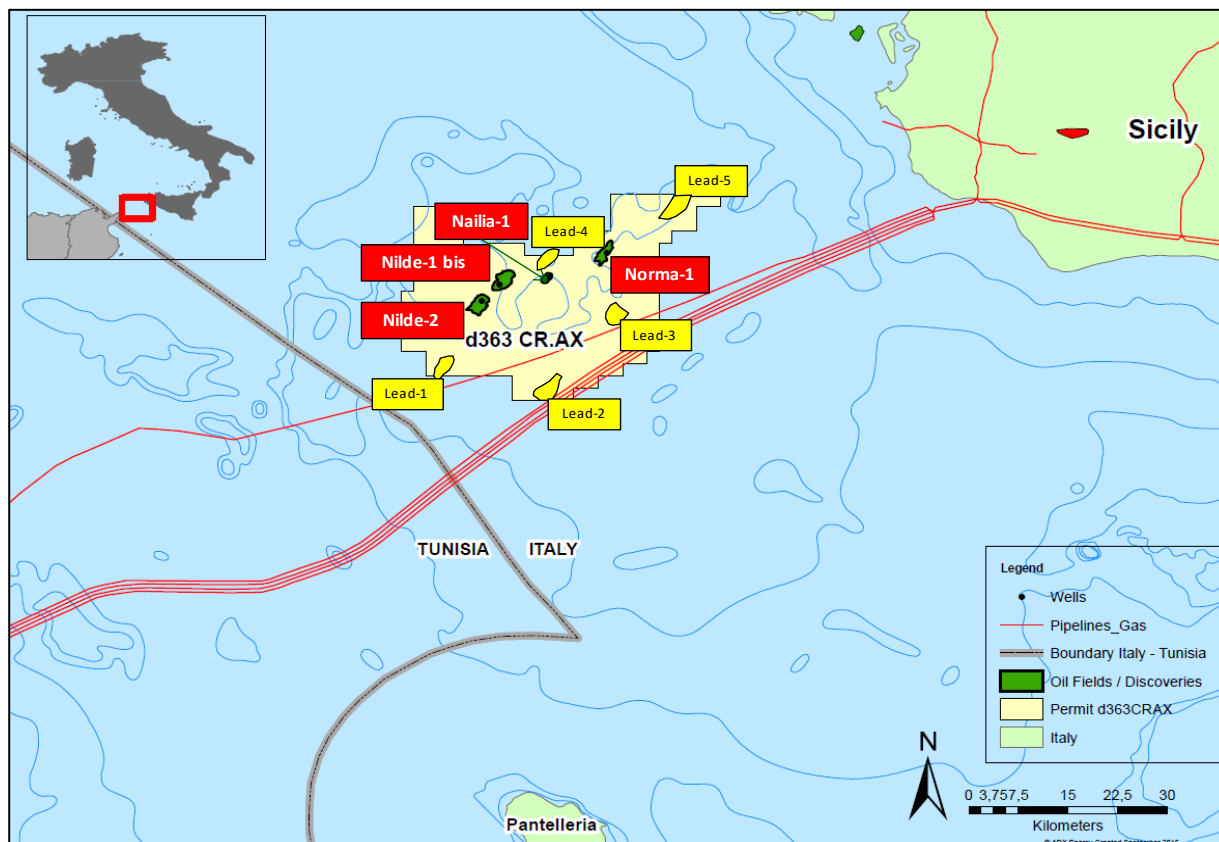 Sicily
Lead-5
Nailia-1
Lead-4
Nilde-1 bis
Norma-1
Nilde-2
d363 CR.AX
Lead-3
Lead-1
Lead-2
TUNISIA
ITALY
Legend
Wells
Pipelines_Gas
Boundary Italy - Tunisia
Oil Fields / Discoveries
Permit d363CRAX
Italy
N
0 3,757,5 15 22,5 30
Kilometers
Pantelleria